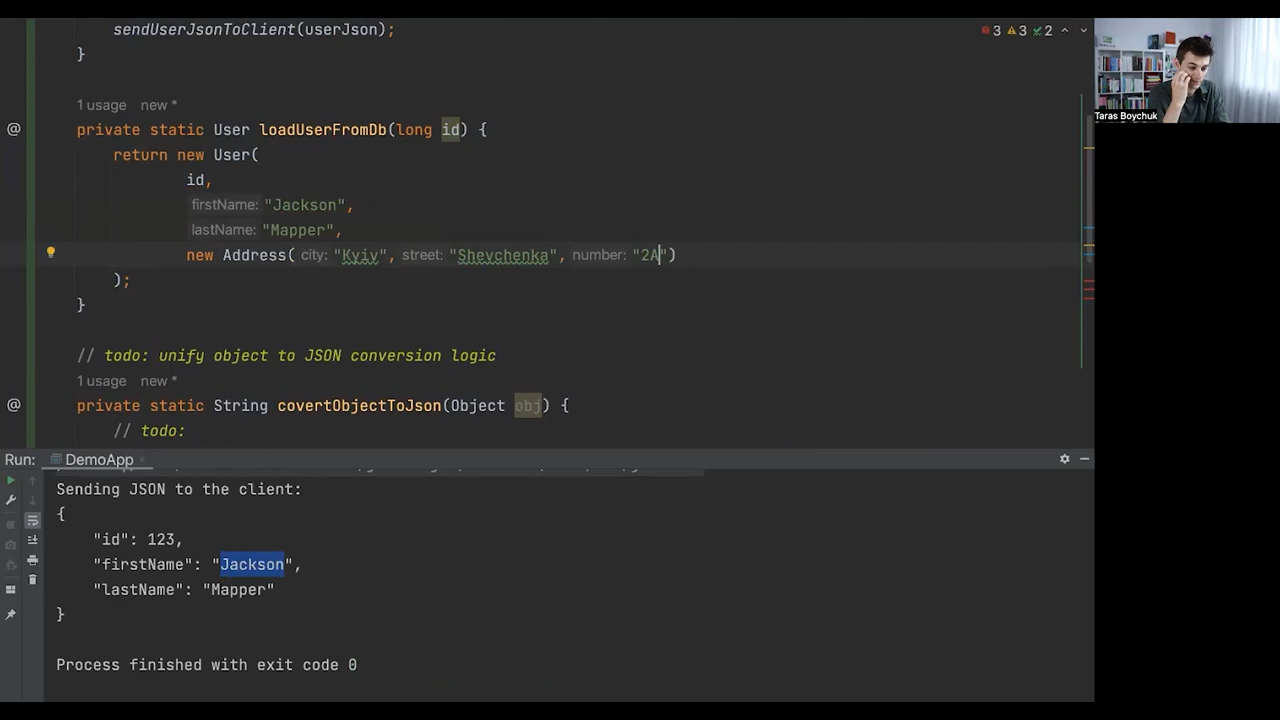 sendUserJsonToClient(userJson);
3 3 2
}
Taras Boychuk
1 usage new *
@ private static User loadUserFromDb(long id) {
return new User(
id,
firstName: "Jackson",
lastName: "Mapper",
new Address( city: "Kyiv", street: "Shevchenka", number: "2A")
);
}
// todo: unify object to JSON conversion logic
1 usage new *
@ private static String covertObjectToJson(Object obj) {
// todo:
Run: DemoApp
Sending JSON to the client:
{
"id": 123,
"firstName": "Jackson",
"lastName": "Mapper"
}
Process finished with exit code 0